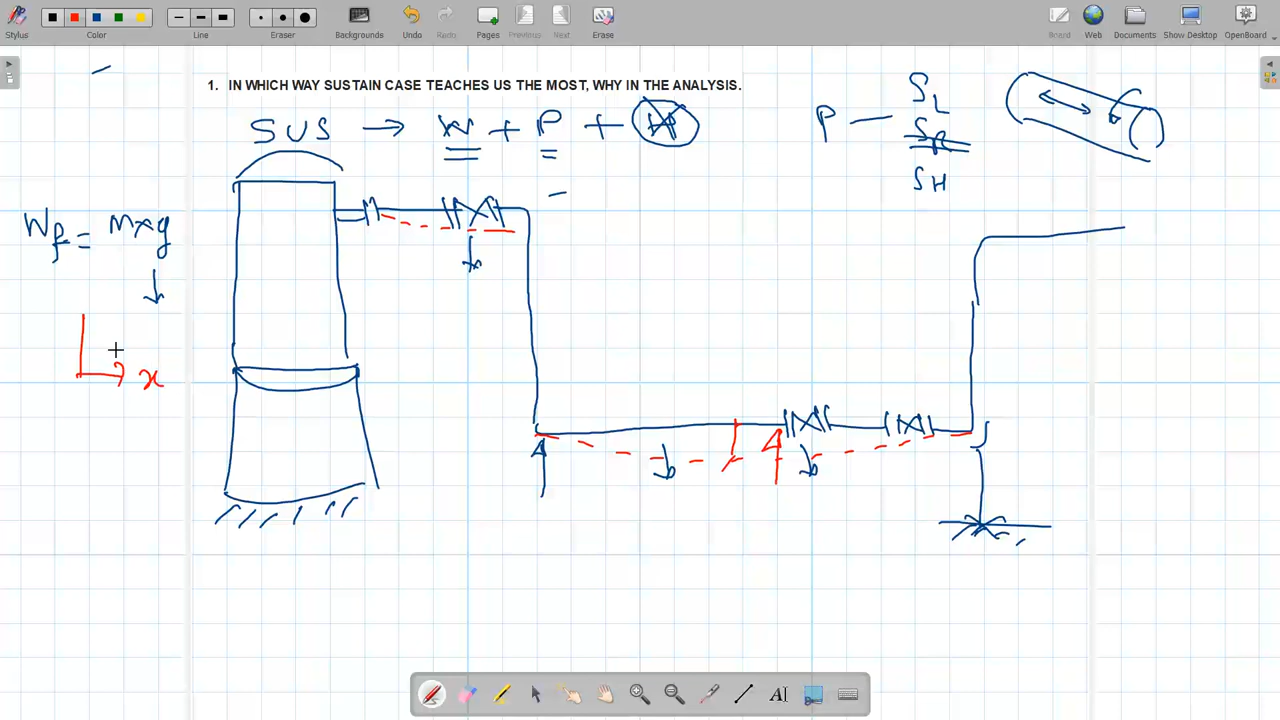 Stylus
Color
Line
Eraser
Backgrounds
Undo
Redo
Pages
Previous
Next
Erase
Board
Web
Documents
Show Desktop
OpenBoard
1. IN WHICH WAY SUSTAIN CASE TEACHES US THE MOST, WHY IN THE ANALYSIS.
SUS → W + P +
P — SL
SR
SH
Wf = M×g
x
A